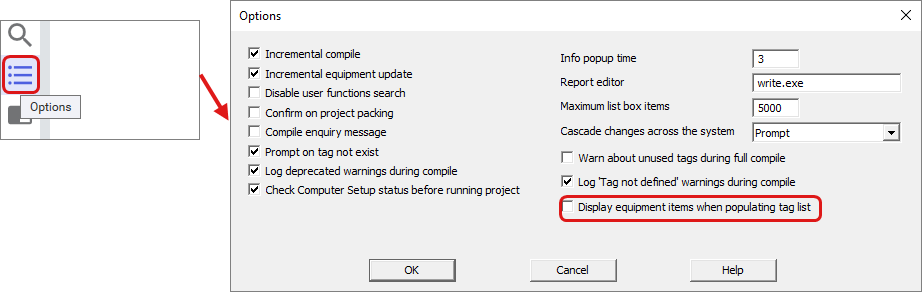 Options
Options
Incremental compile
Incremental equipment update
Disable user functions search
Confirm on project packing
Compile enquiry message
Prompt on tag not exist
Log deprecated warnings during compile
Check Computer Setup status before running project
Info popup time 3
Report editor write.exe
Maximum list box items 5000
Cascade changes across the system Prompt
Warn about unused tags during full compile
Log 'Tag not defined' warnings during compile
Display equipment items when populating tag list
OK Cancel Help